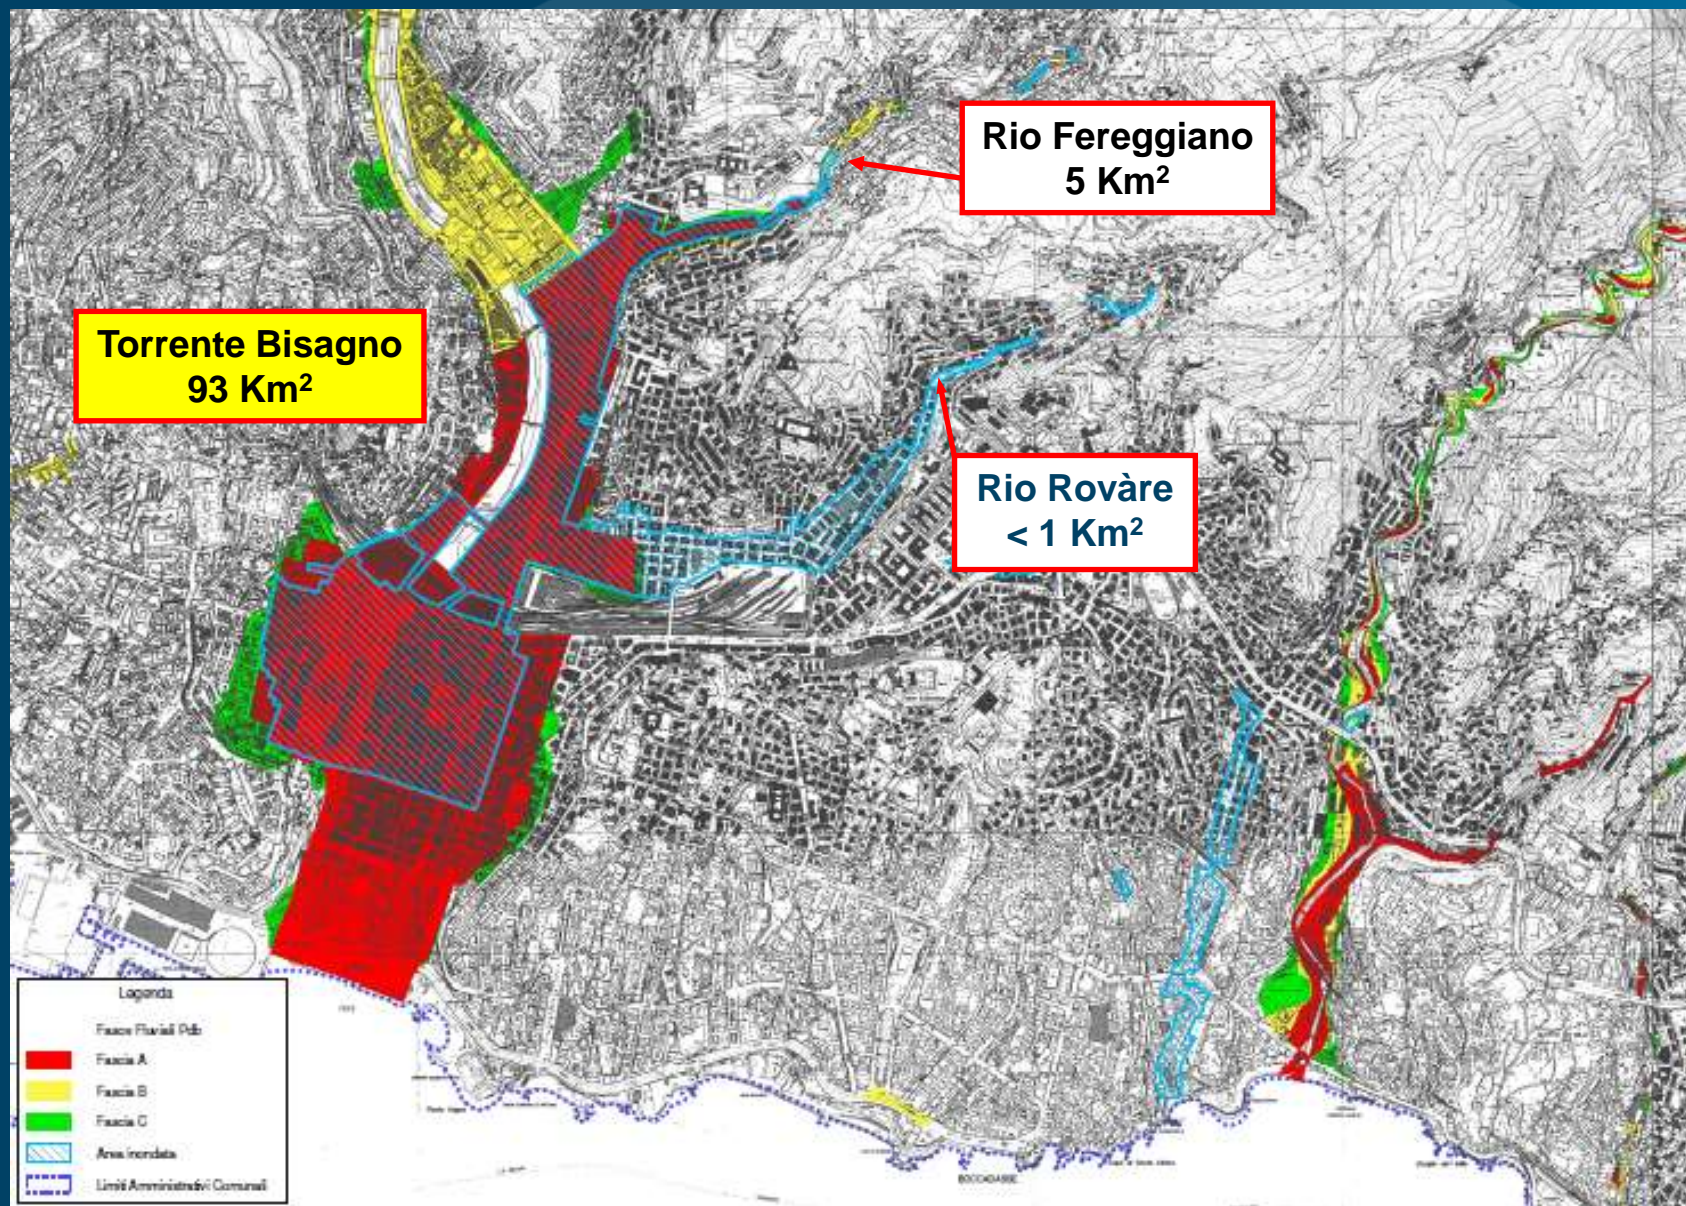 Rio Fereggiano
5 Km²
Torrente Bisagno
93 Km²
Rio Rovàre
< 1 Km²
Legenda
Fasce Fluviali Pdb
Fascia A
Fascia B
Fascia C
Area Inondata
Limiti Amministrativi Comunali
BOCCADASSE